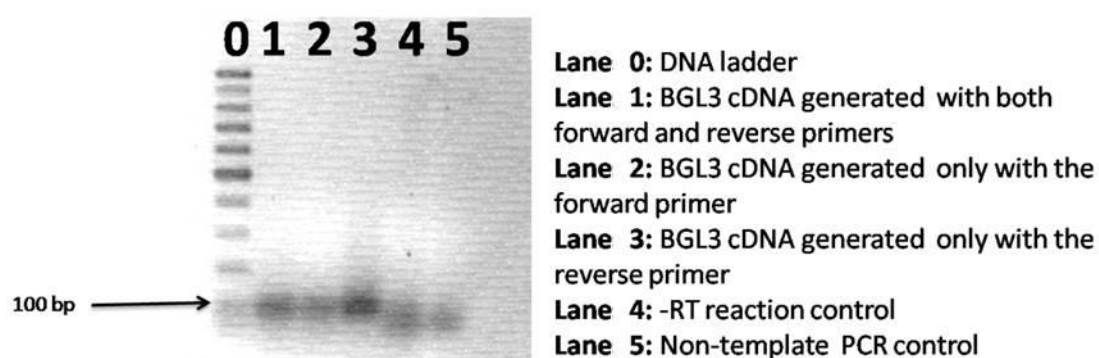 0 1 2 3 4 5
100 bp
Lane 0: DNA ladder
Lane 1: BGL3 cDNA generated with both
forward and reverse primers
Lane 2: BGL3 cDNA generated only with the
forward primer
Lane 3: BGL3 cDNA generated only with the
reverse primer
Lane 4: -RT reaction control
Lane 5: Non-template PCR control